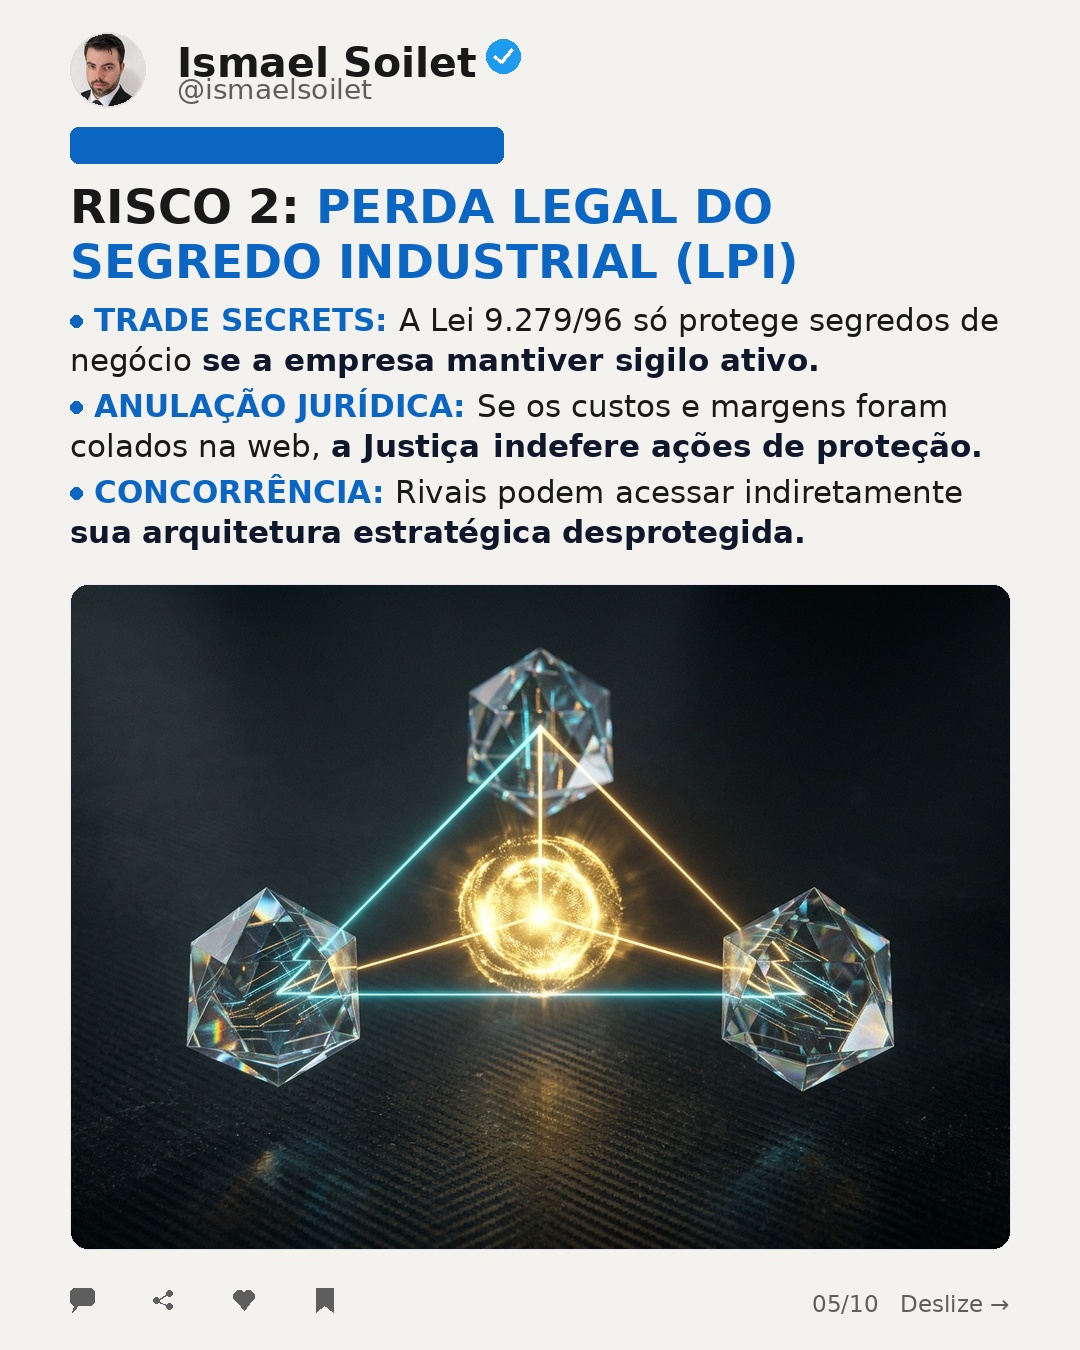 Ismael Soilet
@ismaelsoilet
RISCO 2: PERDA LEGAL DO
SEGREDO INDUSTRIAL (LPI)
• TRADE SECRETS: A Lei 9.279/96 só protege segredos de
negócio se a empresa mantiver sigilo ativo.
• ANULAÇÃO JURÍDICA: Se os custos e margens foram
colados na web, a Justiça indefere ações de proteção.
• CONCORRÊNCIA: Rivais podem acessar indiretamente
sua arquitetura estratégica desprotegida.
05/10 Deslize →